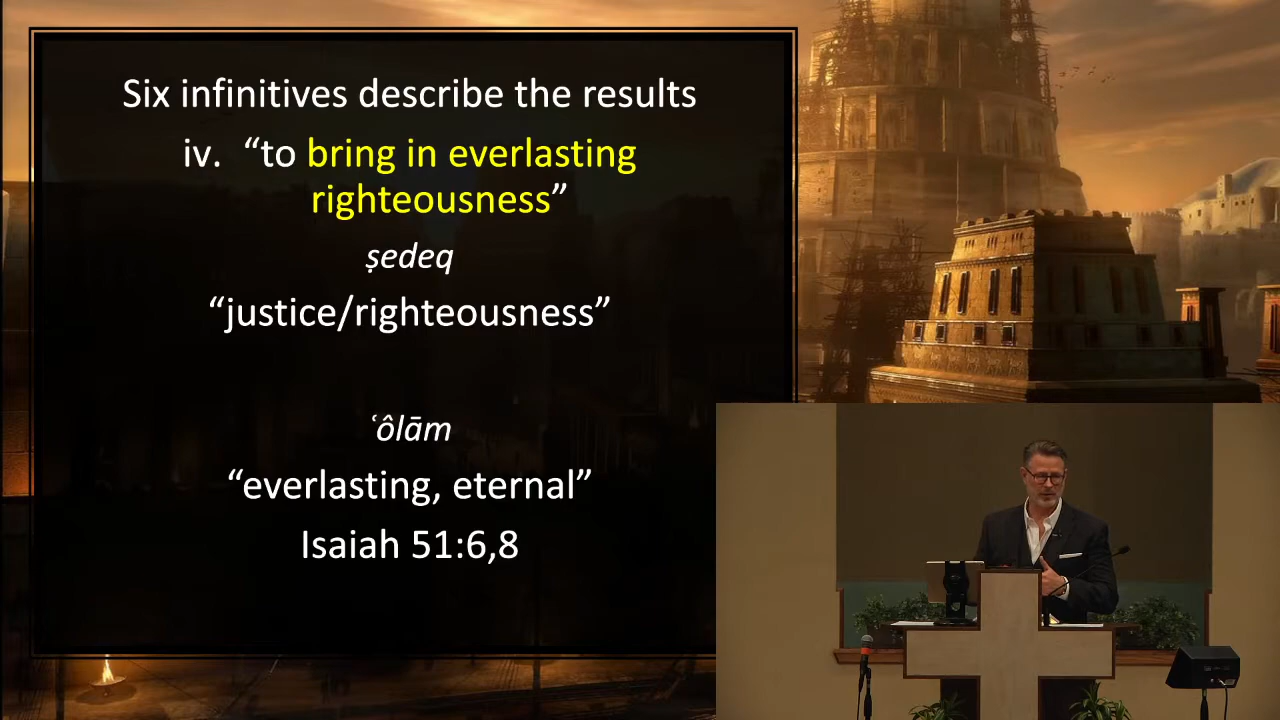 Six infinitives describe the results
iv. “to bring in everlasting
righteousness”
ṣedeq
“justice/righteousness”
ʿôlām
“everlasting, eternal”
Isaiah 51:6,8